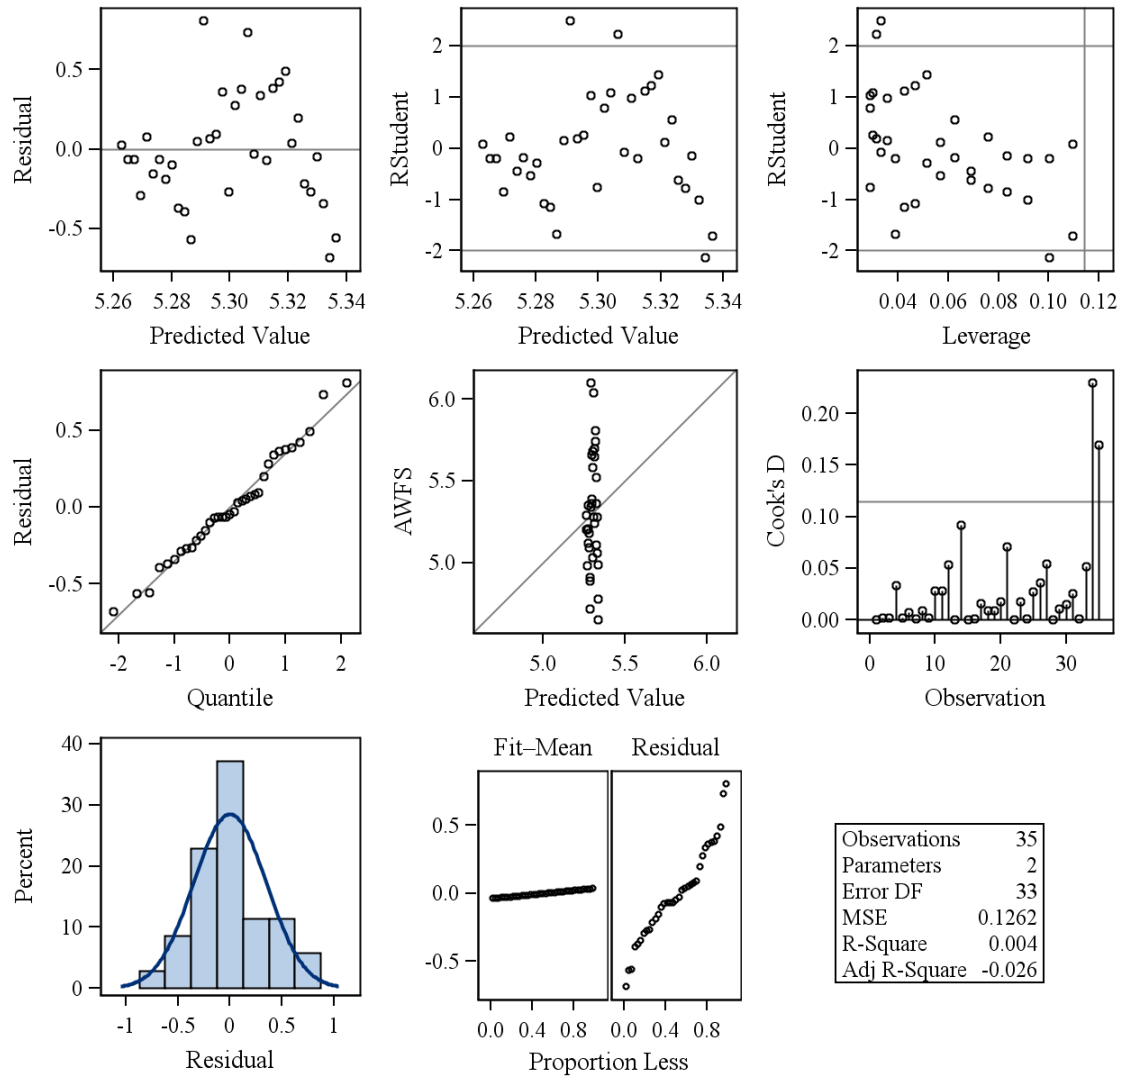 0.5
0.0
-0.5
Residual
5.26 5.28 5.30 5.32 5.34
Predicted Value
2
1
0
-1
-2
RStudent
5.26 5.28 5.30 5.32 5.34
Predicted Value
2
1
0
-1
-2
RStudent
0.04 0.06 0.08 0.10 0.12
Leverage
0.5
0.0
-0.5
Residual
-2 -1 0 1 2
Quantile
6.0
5.5
5.0
AWFS
5.0 5.5 6.0
Predicted Value
0.20
0.15
0.10
0.05
0.00
Cook's D
0 10 20 30
Observation
40
30
20
10
0
Percent
-1 -0.5 0 0.5 1
Residual
Fit–Mean Residual
0.5
0.0
-0.5
0.0 0.4 0.8 0.0 0.4 0.8
Proportion Less
Observations 35
Parameters 2
Error DF 33
MSE 0.1262
R-Square 0.004
Adj R-Square -0.026